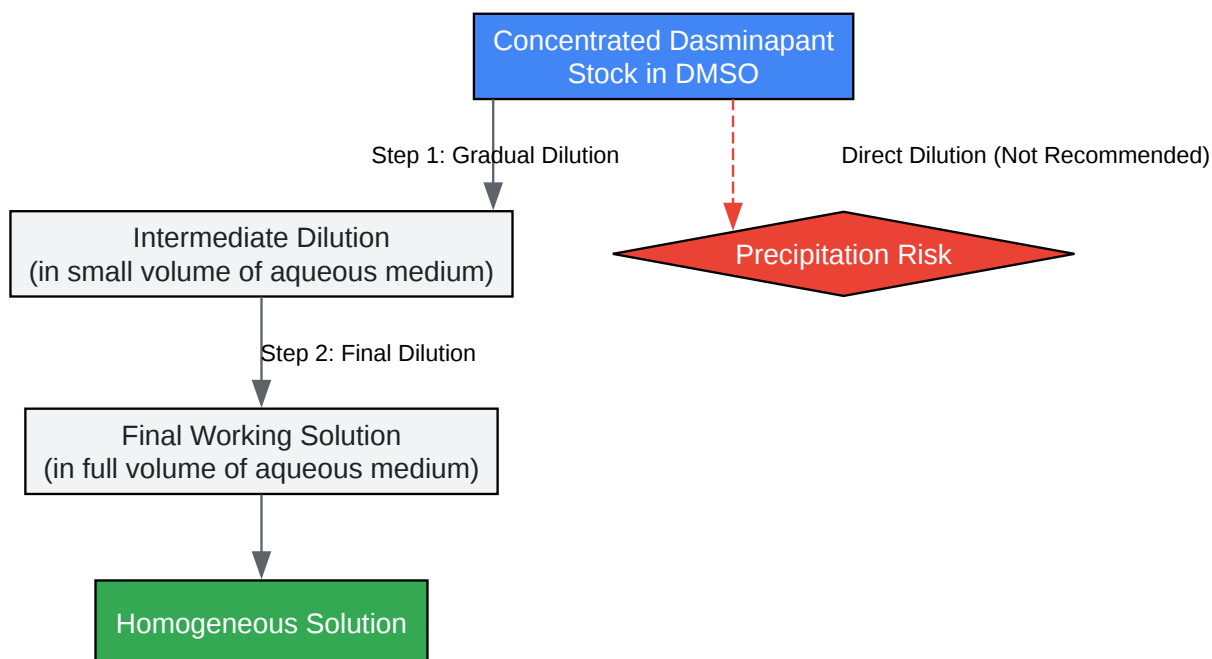 Concentrated Dasminapant
Stock in DMSO
Step 1: Gradual Dilution
Direct Dilution (Not Recommended)
Intermediate Dilution
(in small volume of aqueous medium)
Precipitation Risk
Step 2: Final Dilution
Final Working Solution
(in full volume of aqueous medium)
Homogeneous Solution